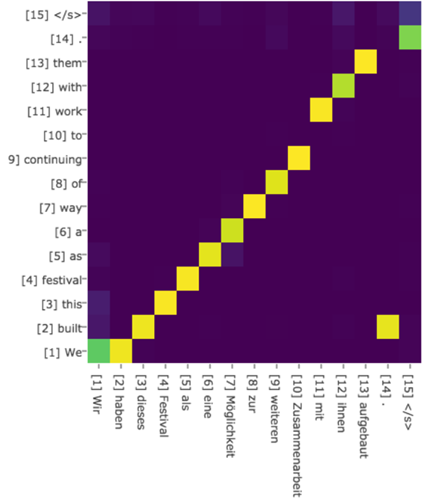 [15] </s>
[14] .
[13] them
[12] with
[11] work
[10] to
9] continuing
[8] of
[7] way
[6] a
[5] as
[4] festival
[3] this
[2] built
[1] We
[1] Wir
[2] haben
[3] dieses
[4] Festival
[5] als
[6] eine
[7] Möglichkeit
[8] zur
[9] weiteren
[10] Zusammenarbeit
[11] mit
[12] ihnen
[13] aufgebaut
[14] .
[15] </s>